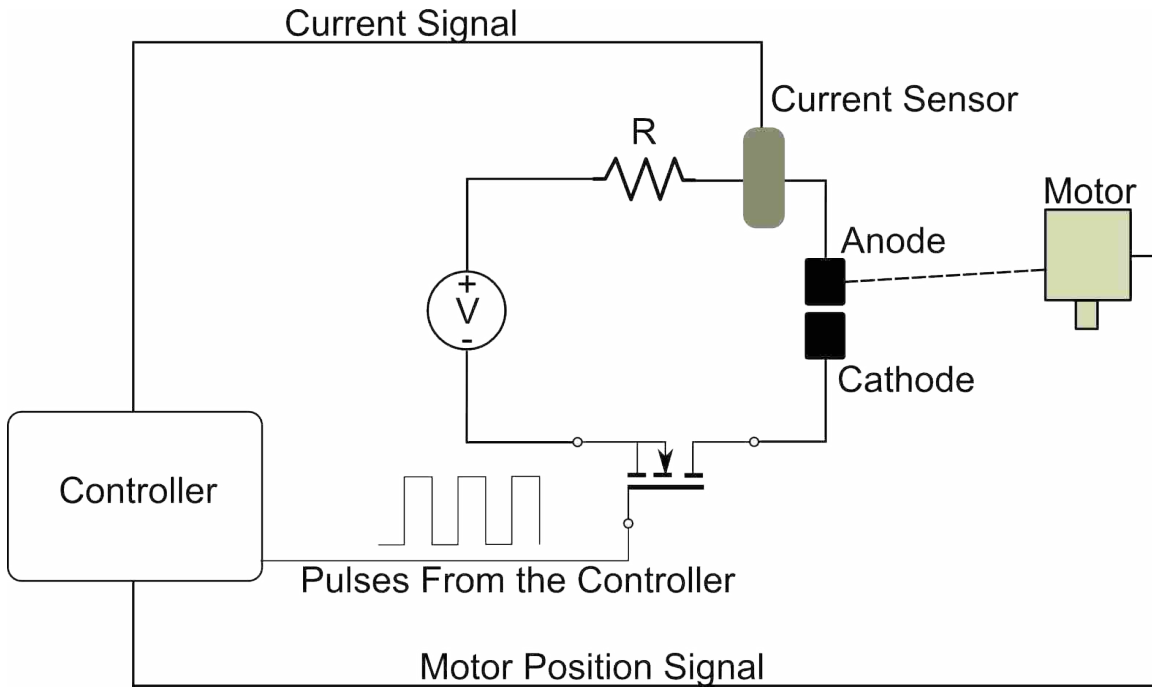 Current Signal
Current Sensor
R
Motor
Anode
+
V
-
Cathode
Controller
Pulses From the Controller
Motor Position Signal